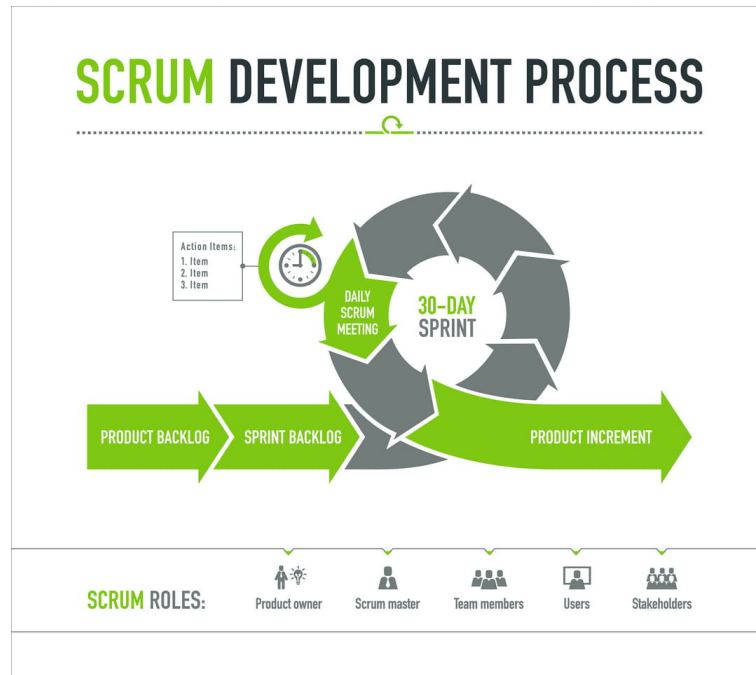 SCRUM DEVELOPMENT PROCESS
Action Items:
1. Item
2. Item
3. Item
DAILY
SCRUM
MEETING
30-DAY
SPRINT
PRODUCT BACKLOG
SPRINT BACKLOG
PRODUCT INCREMENT
SCRUM ROLES:
Product owner
Scrum master
Team members
Users
Stakeholders